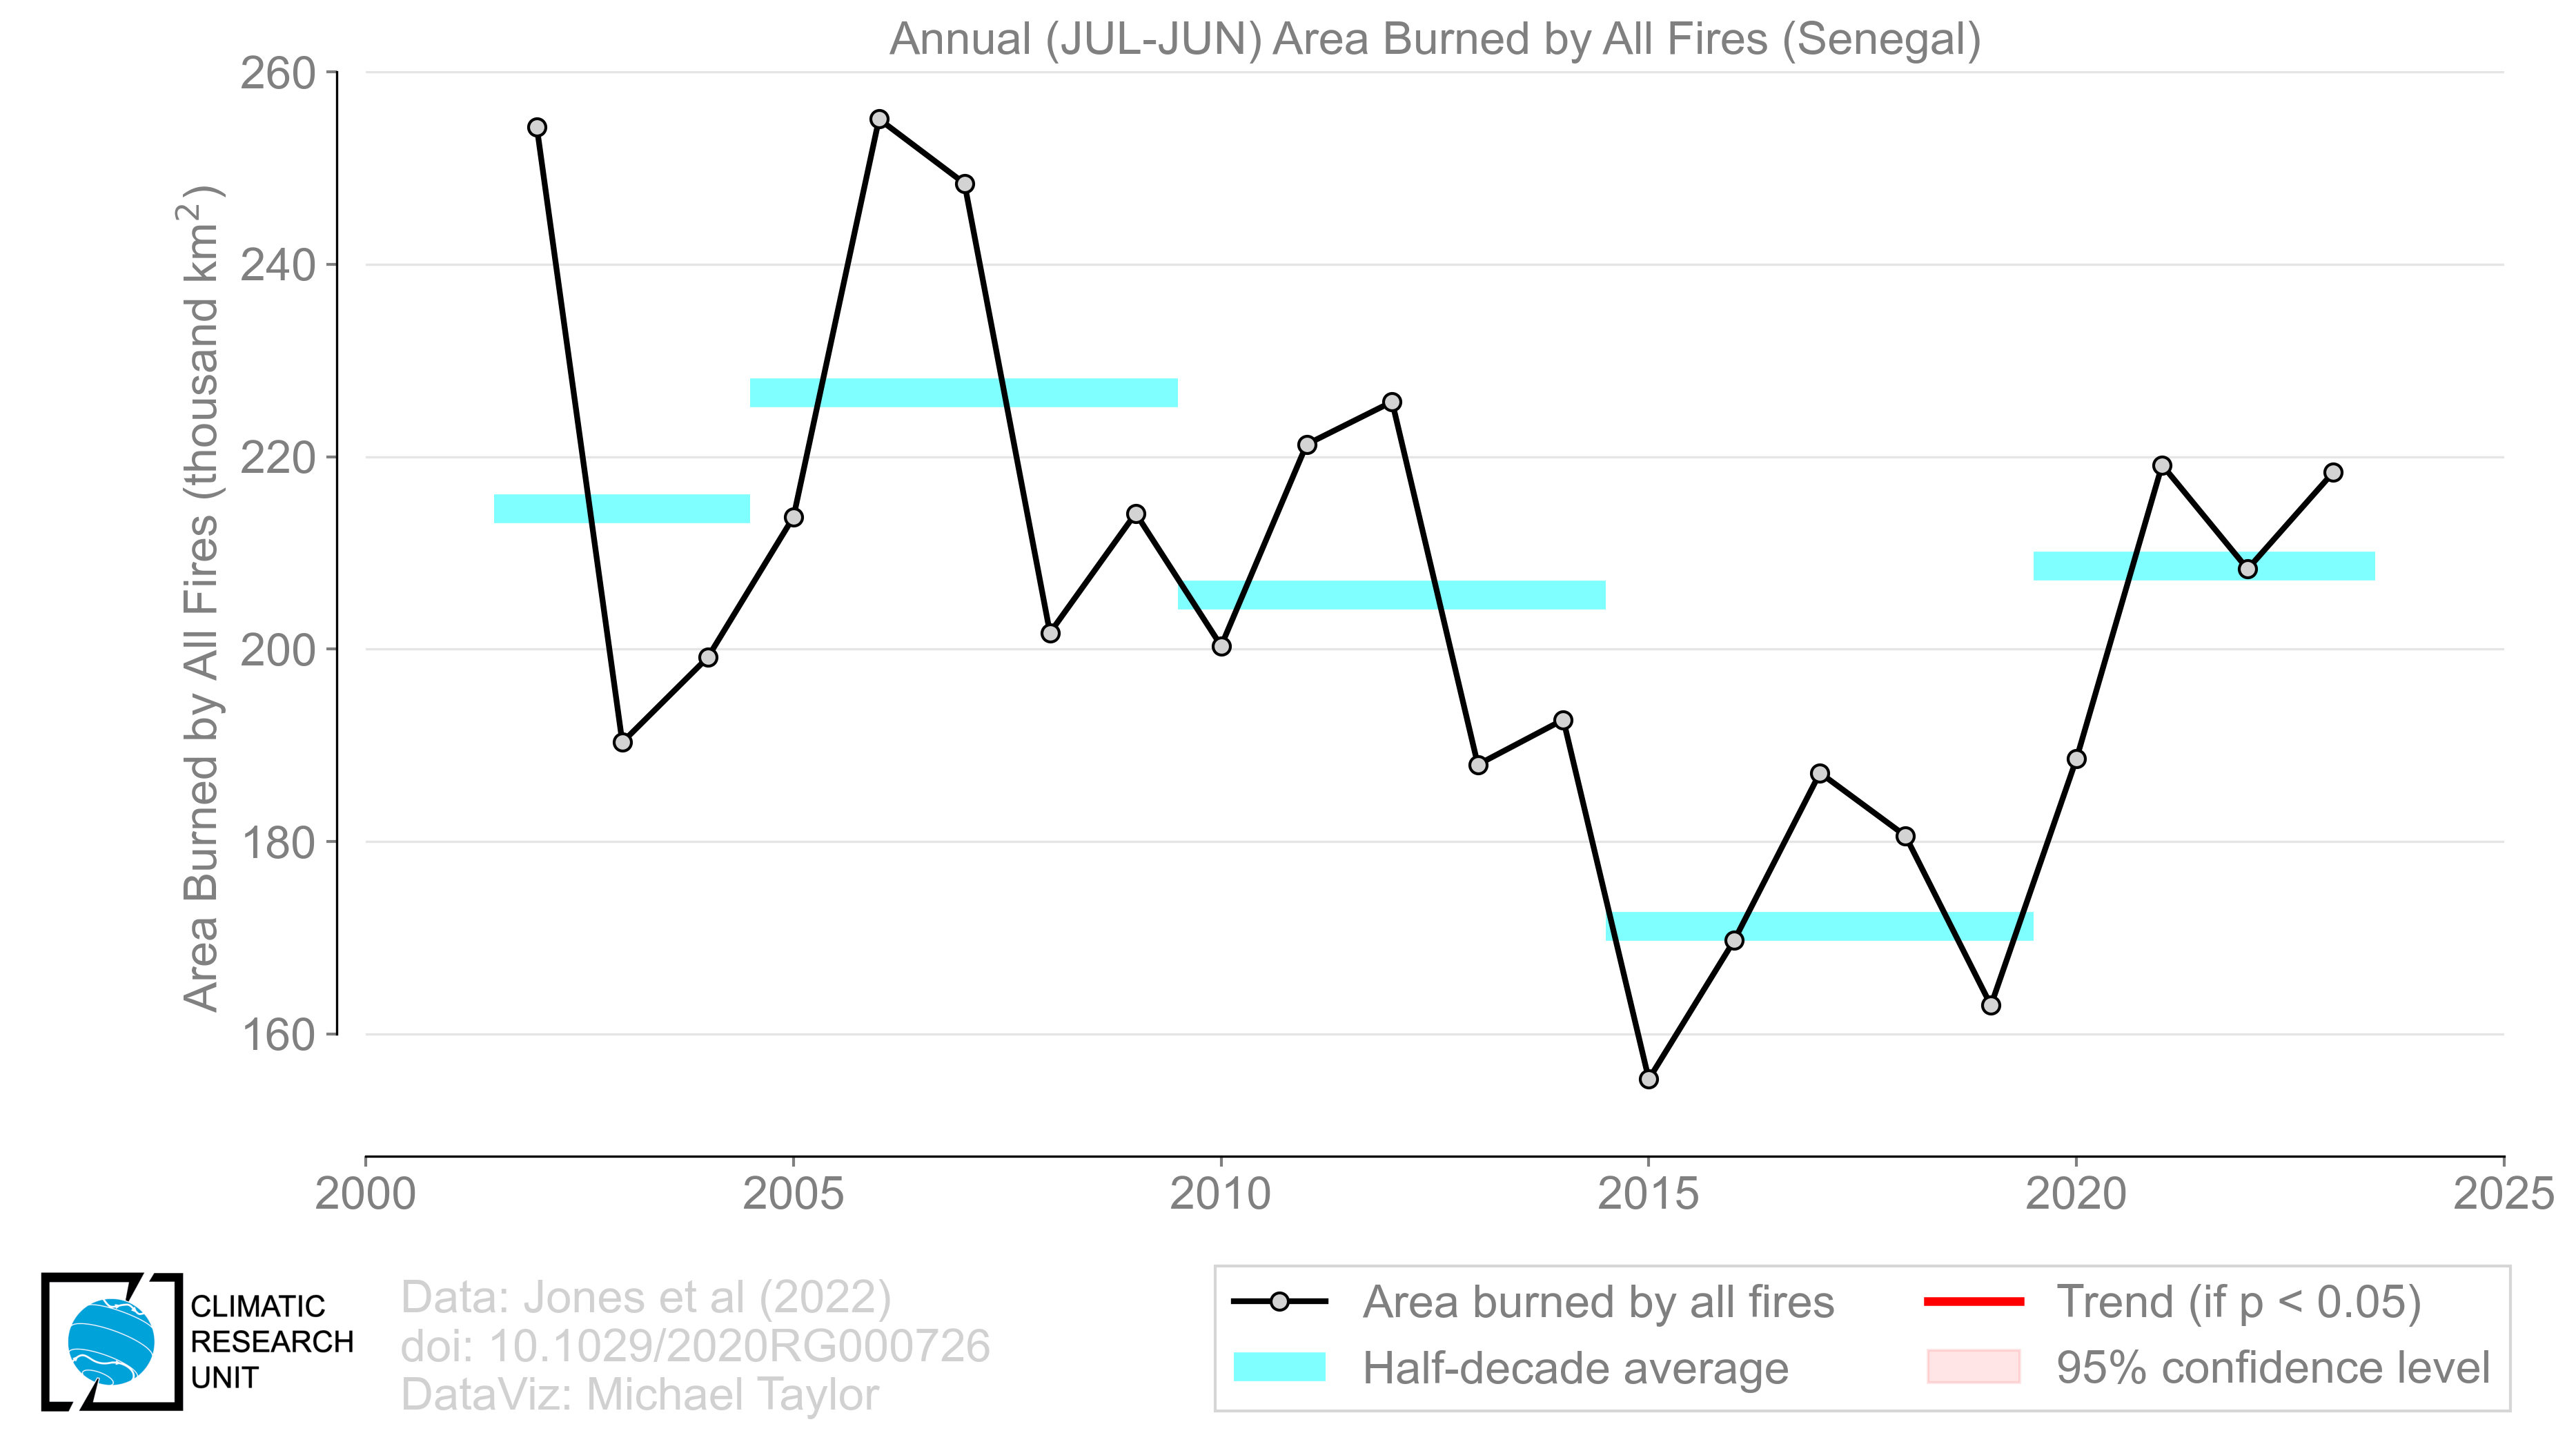 Annual (JUL-JUN) Area Burned by All Fires (Senegal)
Area Burned by All Fires (thousand km²)
260
240
220
200
180
160
2000
2005
2010
2015
2020
2025
CLIMATIC
RESEARCH
UNIT
Data: Jones et al (2022)
doi: 10.1029/2020RG000726
DataViz: Michael Taylor
Area burned by all fires
Half-decade average
Trend (if p < 0.05)
95% confidence level